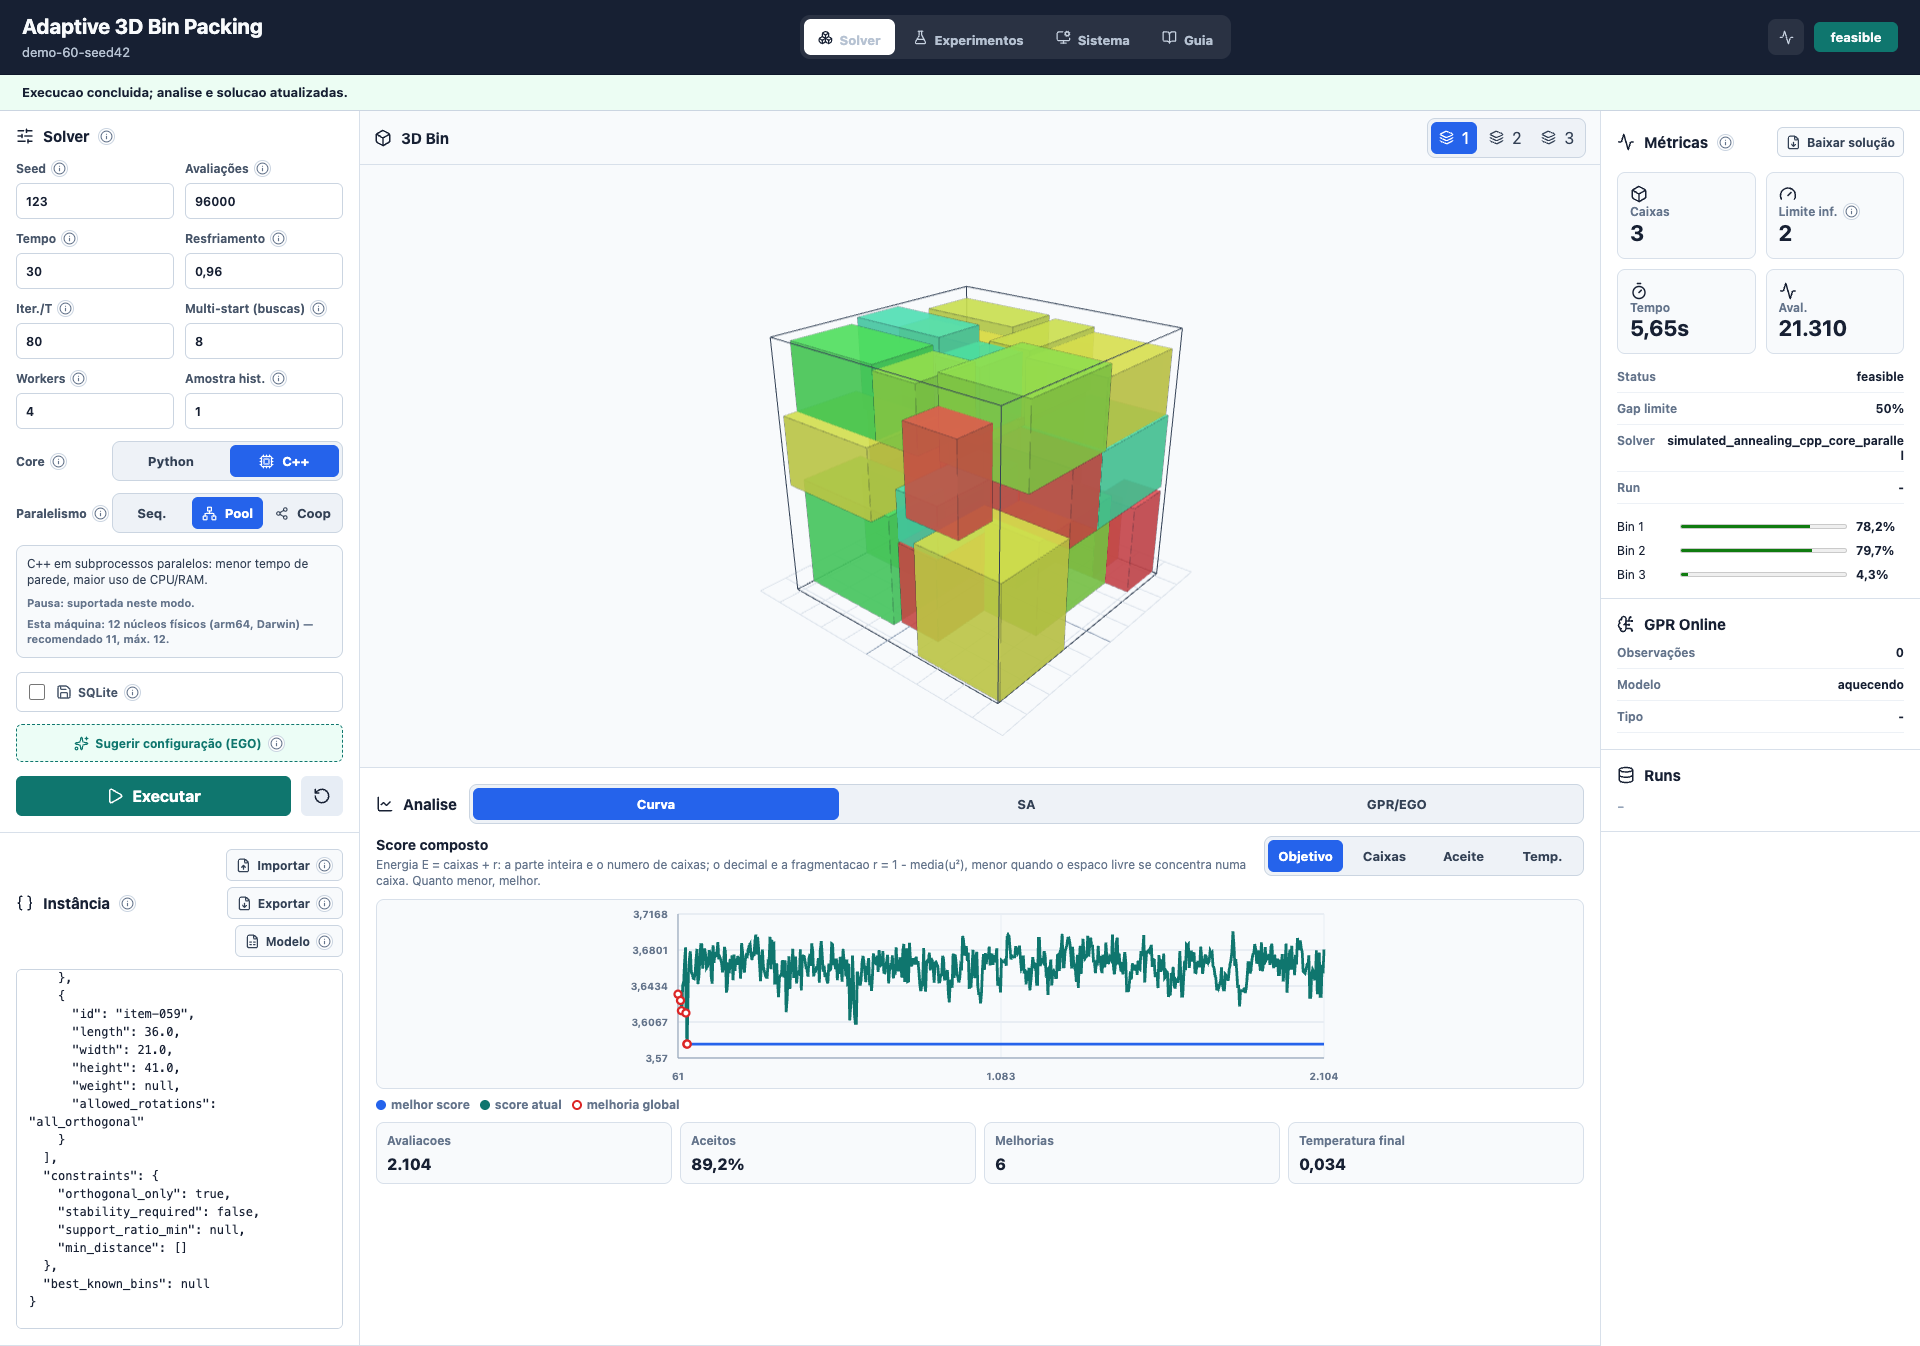 Adaptive 3D Bin Packing
demo-60-seed42
Solver
Experimentos
Sistema
Guia
feasible
Execucao concluida; analise e solucao atualizadas.
Solver
Seed
Avaliações
123
96000
Tempo
Resfriamento
30
0,96
Iter./T
Multi-start (buscas)
80
8
Workers
Amostra hist.
4
1
Core
Python
C++
Paralelismo
Seq.
Pool
Coop
C++ em subprocessos paralelos: menor tempo de
parede, maior uso de CPU/RAM.
Pausa: suportada neste modo.
Esta máquina: 12 núcleos físicos (arm64, Darwin) —
recomendado 11, máx. 12.
SQLite
Sugerir configuração (EGO)
Executar
Importar
Instância
Exportar
Modelo
},
{
"id": "item-059",
"length": 36.0,
"width": 21.0,
"height": 41.0,
"weight": null,
"allowed_rotations":
"all_orthogonal"
}
],
"constraints": {
"orthogonal_only": true,
"stability_required": false,
"support_ratio_min": null,
"min_distance": []
},
"best_known_bins": null
}
3D Bin
1
2
3
Analise
Curva
SA
GPR/EGO
Score composto
Energia E = caixas + r: a parte inteira e o numero de caixas; o decimal e a fragmentacao r = 1 - media(u²), menor quando o espaco livre se concentra numa
caixa. Quanto menor, melhor.
Objetivo
Caixas
Aceite
Temp.
3,7168
3,6801
3,6434
3,6067
3,57
61
1.083
2.104
melhor score
score atual
melhoria global
Avaliacoes
2.104
Aceitos
89,2%
Melhorias
6
Temperatura final
0,034
Métricas
Baixar solução
Caixas
3
Limite inf.
2
Tempo
5,65s
Aval.
21.310
Status
feasible
Gap limite
50%
Solver
simulated_annealing_cpp_core_paralle
l
Run
-
Bin 1
78,2%
Bin 2
79,7%
Bin 3
4,3%
GPR Online
Observações
0
Modelo
aquecendo
Tipo
-
Runs
–